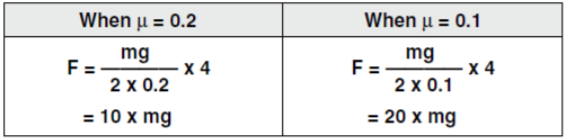 When μ = 0.2
F = mg / 2 x 0.2 x 4
= 10 x mg
When μ = 0.1
F = mg / 2 x 0.1 x 4
= 20 x mg